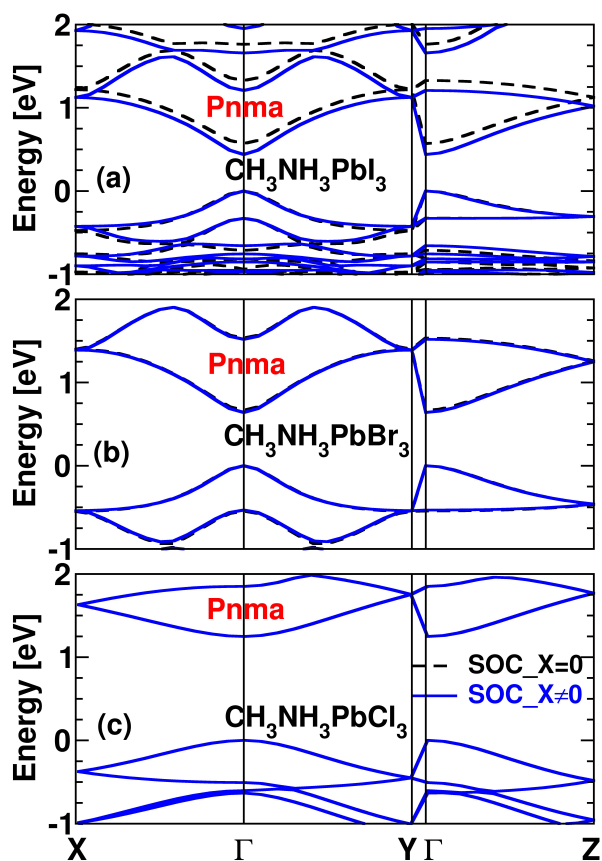 2
1
0
-1
Energy [eV]
Pnma
(a)
CH₃NH₃PbI₃
2
1
0
-1
Energy [eV]
Pnma
(b)
CH₃NH₃PbBr₃
2
1
0
-1
Energy [eV]
Pnma
SOC_X=0
SOC_X≠0
(c)
CH₃NH₃PbCl₃
X Γ Y Γ Z